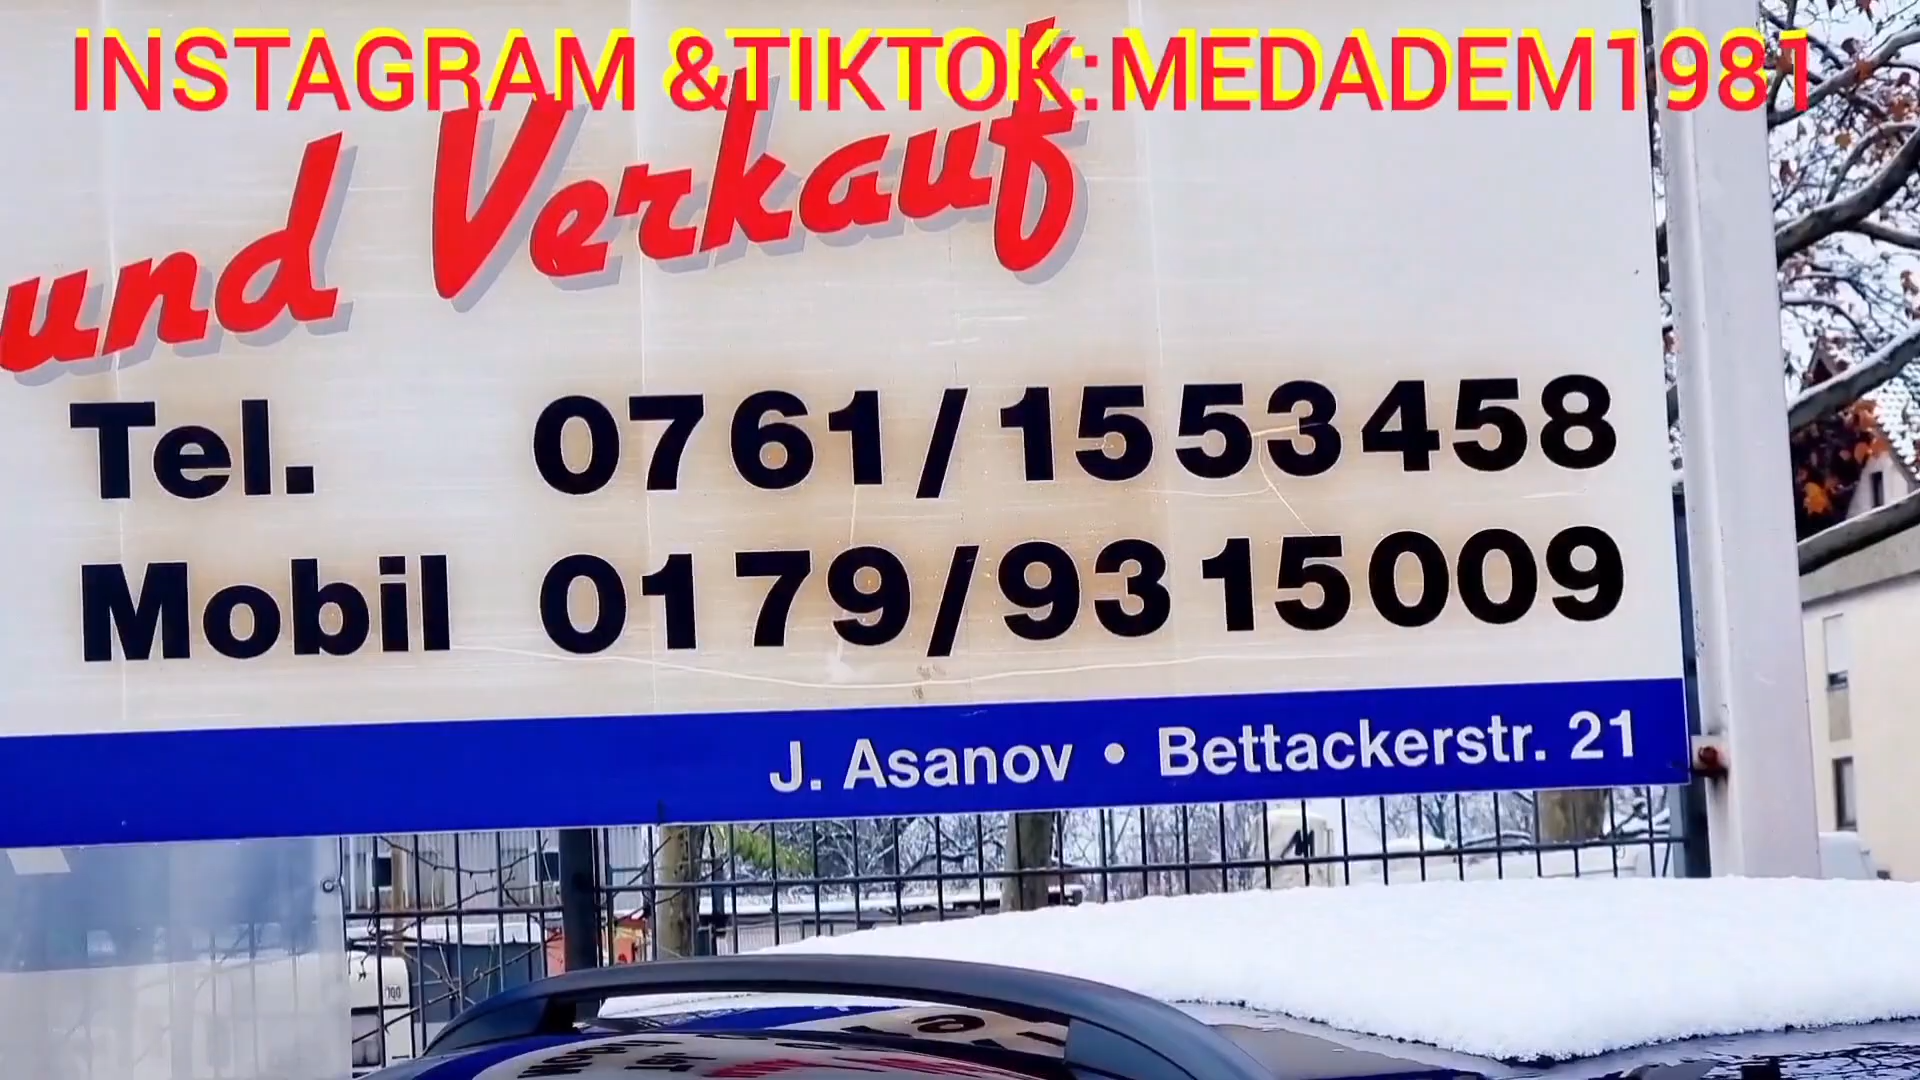 INSTAGRAM &TIKTOK:MEDADEM1981
und Verkauf
Tel. 0761/1553458
Mobil 0179/9315009
J. Asanov • Bettackerstr. 21